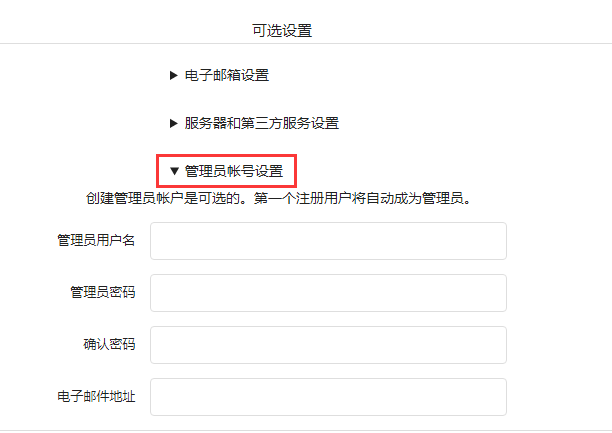 可选设置
电子邮箱设置
服务器和第三方服务设置
管理员帐号设置
创建管理员帐户是可选的。第一个注册用户将自动成为管理员。
管理员用户名
管理员密码
确认密码
电子邮件地址